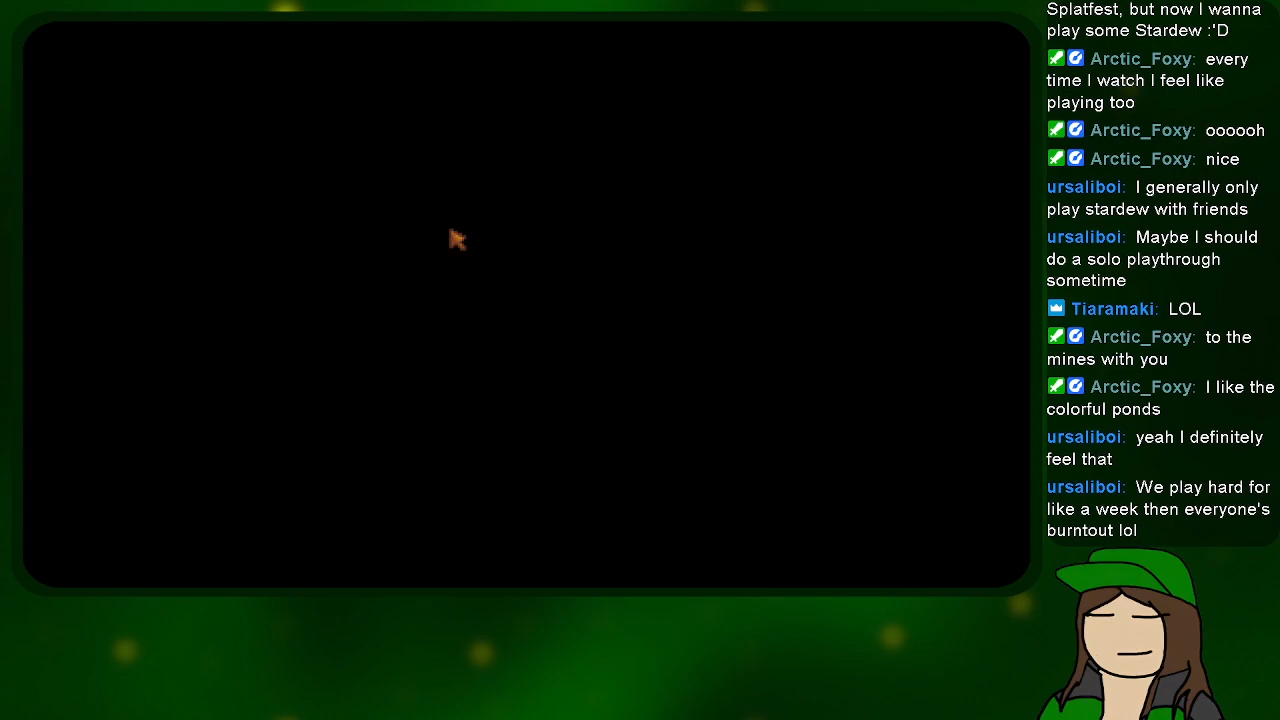 Splatfest, but now I wanna
play some Stardew :'D
Arctic_Foxy: every
time I watch I feel like
playing too
Arctic_Foxy: oooooh
Arctic_Foxy: nice
ursaliboi: I generally only
play stardew with friends
ursaliboi: Maybe I should
do a solo playthrough
sometime
Tiaramaki: LOL
Arctic_Foxy: to the
mines with you
Arctic_Foxy: I like the
colorful ponds
ursaliboi: yeah I definitely
feel that
ursaliboi: We play hard for
like a week then everyone's
burntout lol